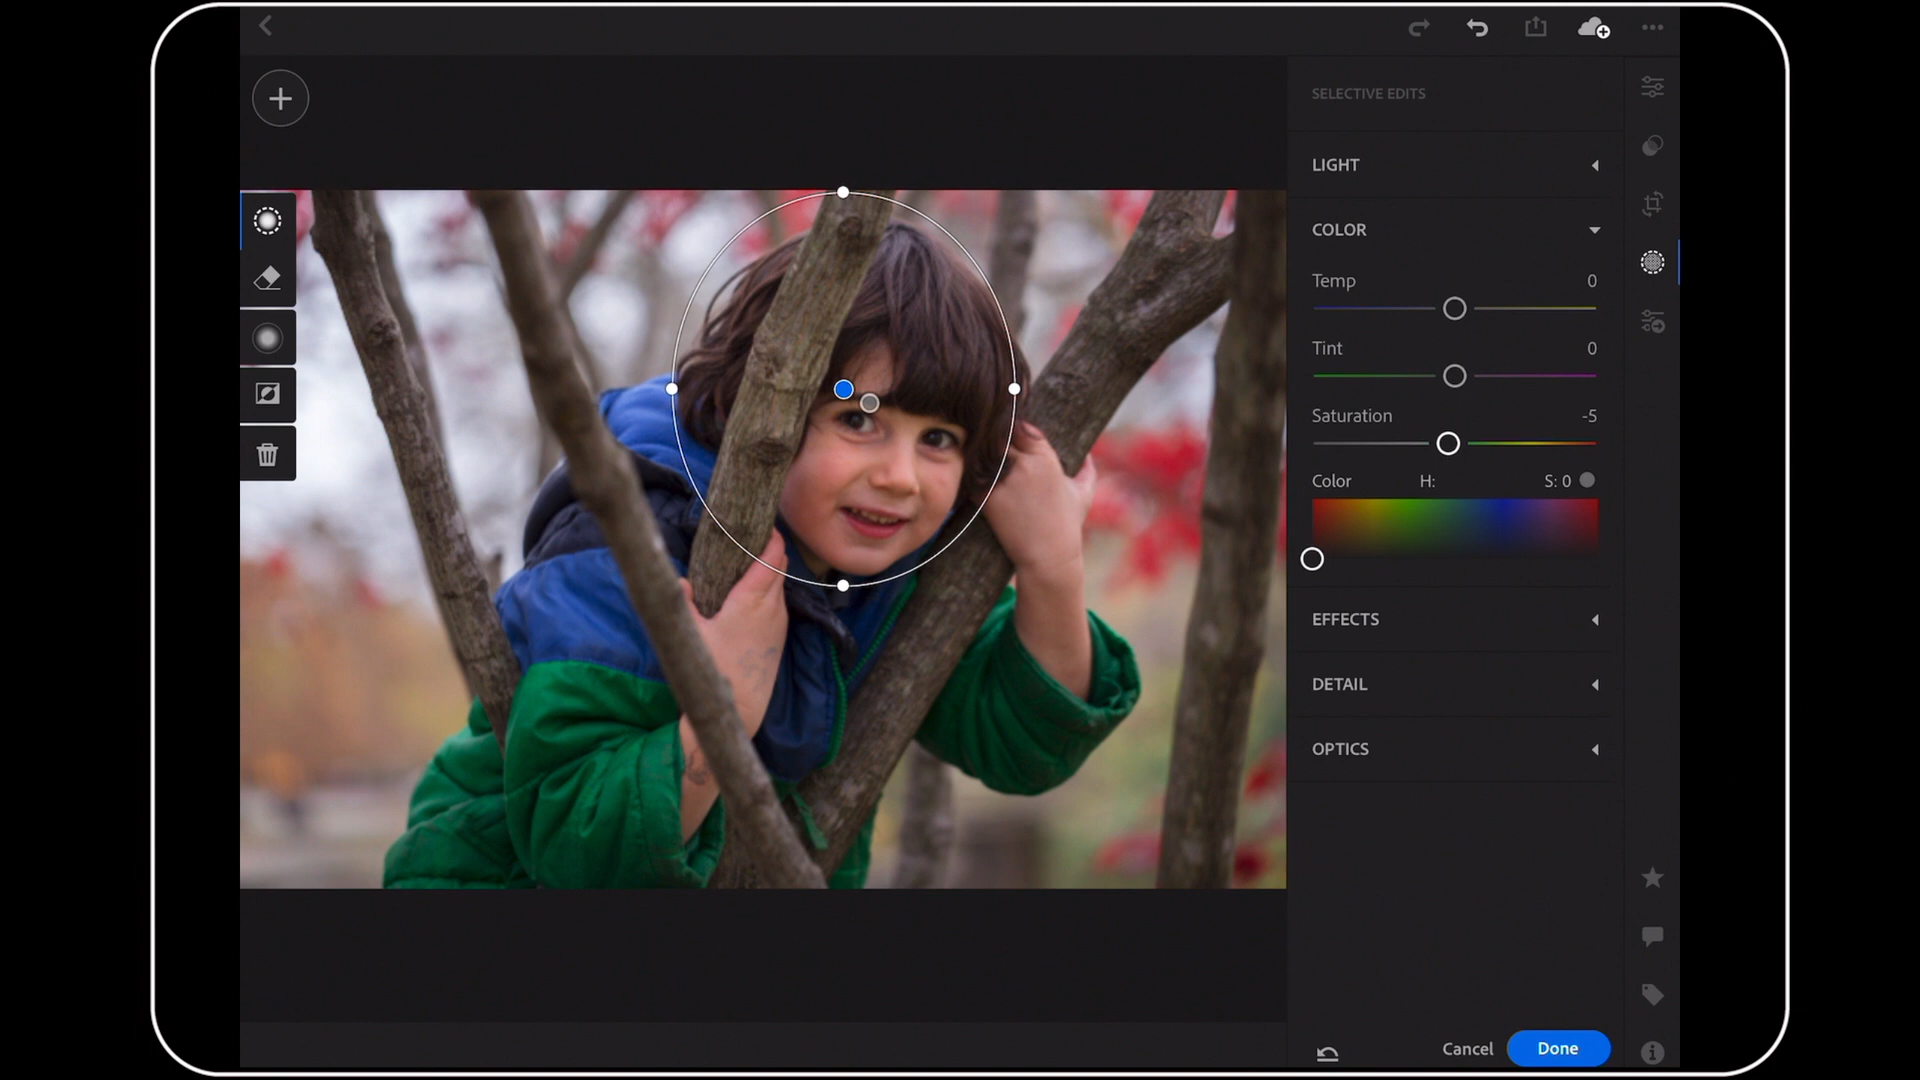 SELECTIVE EDITS
LIGHT
COLOR
Temp 0
Tint 0
Saturation -5
Color H: S: 0
EFFECTS
DETAIL
OPTICS
Cancel Done